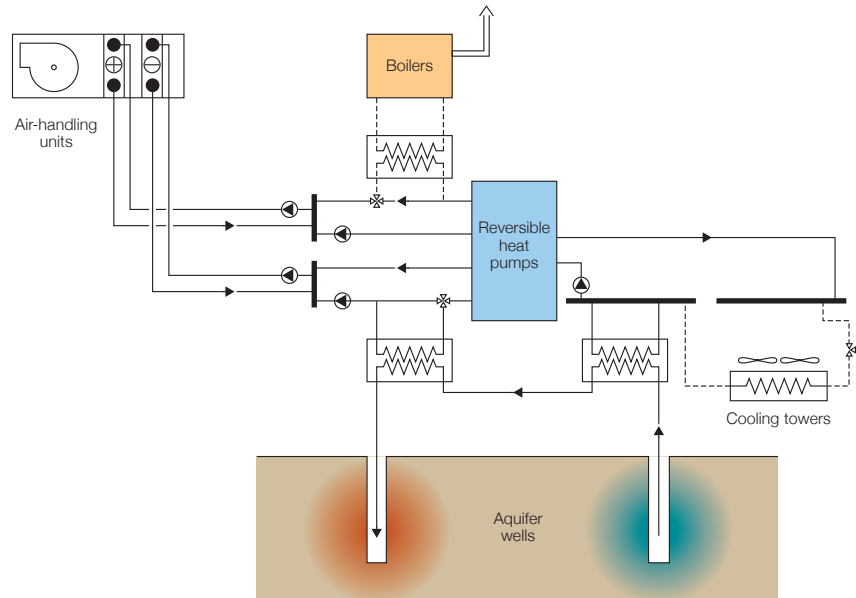 Boilers
Air-handling
units
Reversible
heat
pumps
Cooling towers
Aquifer
wells